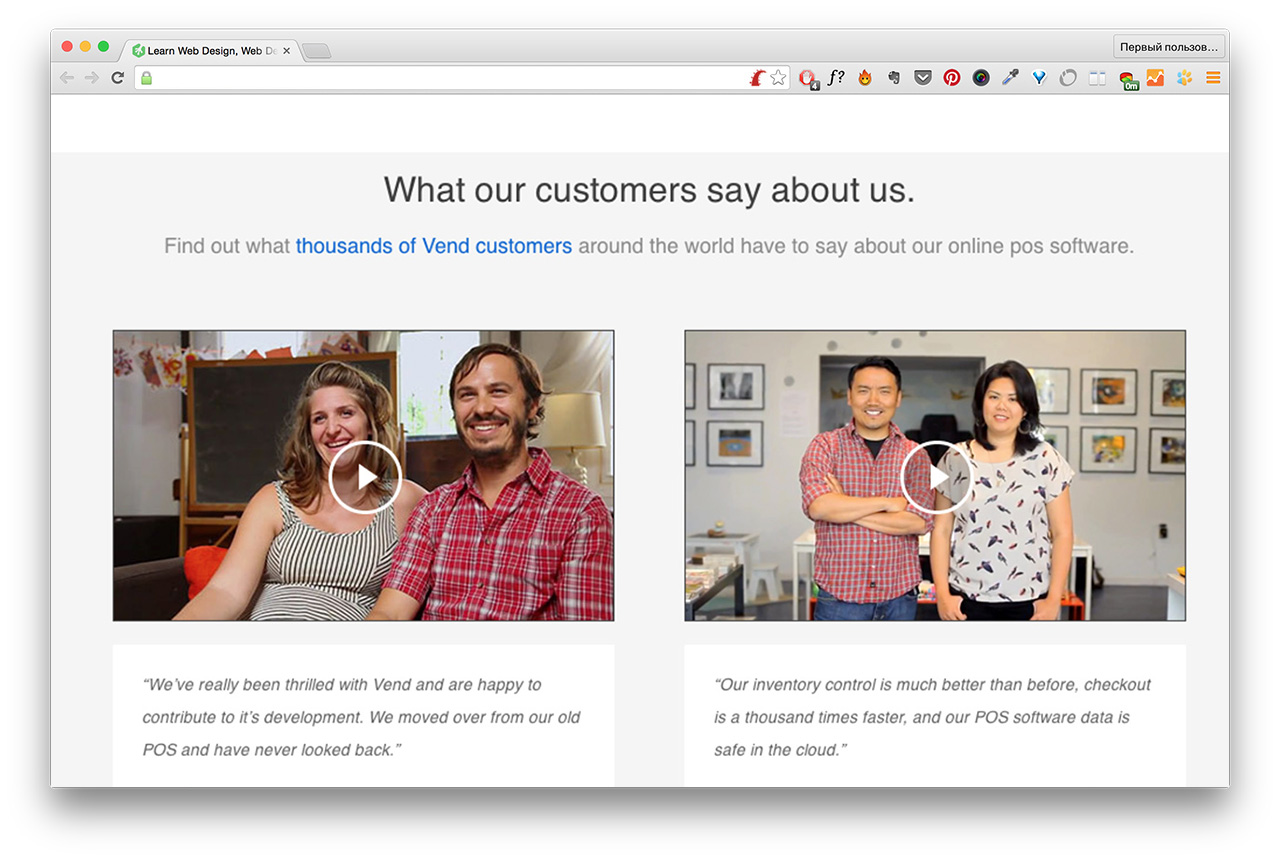 Learn Web Design, Web De
Первый пользов...
f?
4
0m
What our customers say about us.
Find out what thousands of Vend customers around the world have to say about our online pos software.
“We’ve really been thrilled with Vend and are happy to
contribute to it’s development. We moved over from our old
POS and have never looked back.”
“Our inventory control is much better than before, checkout
is a thousand times faster, and our POS software data is
safe in the cloud.”